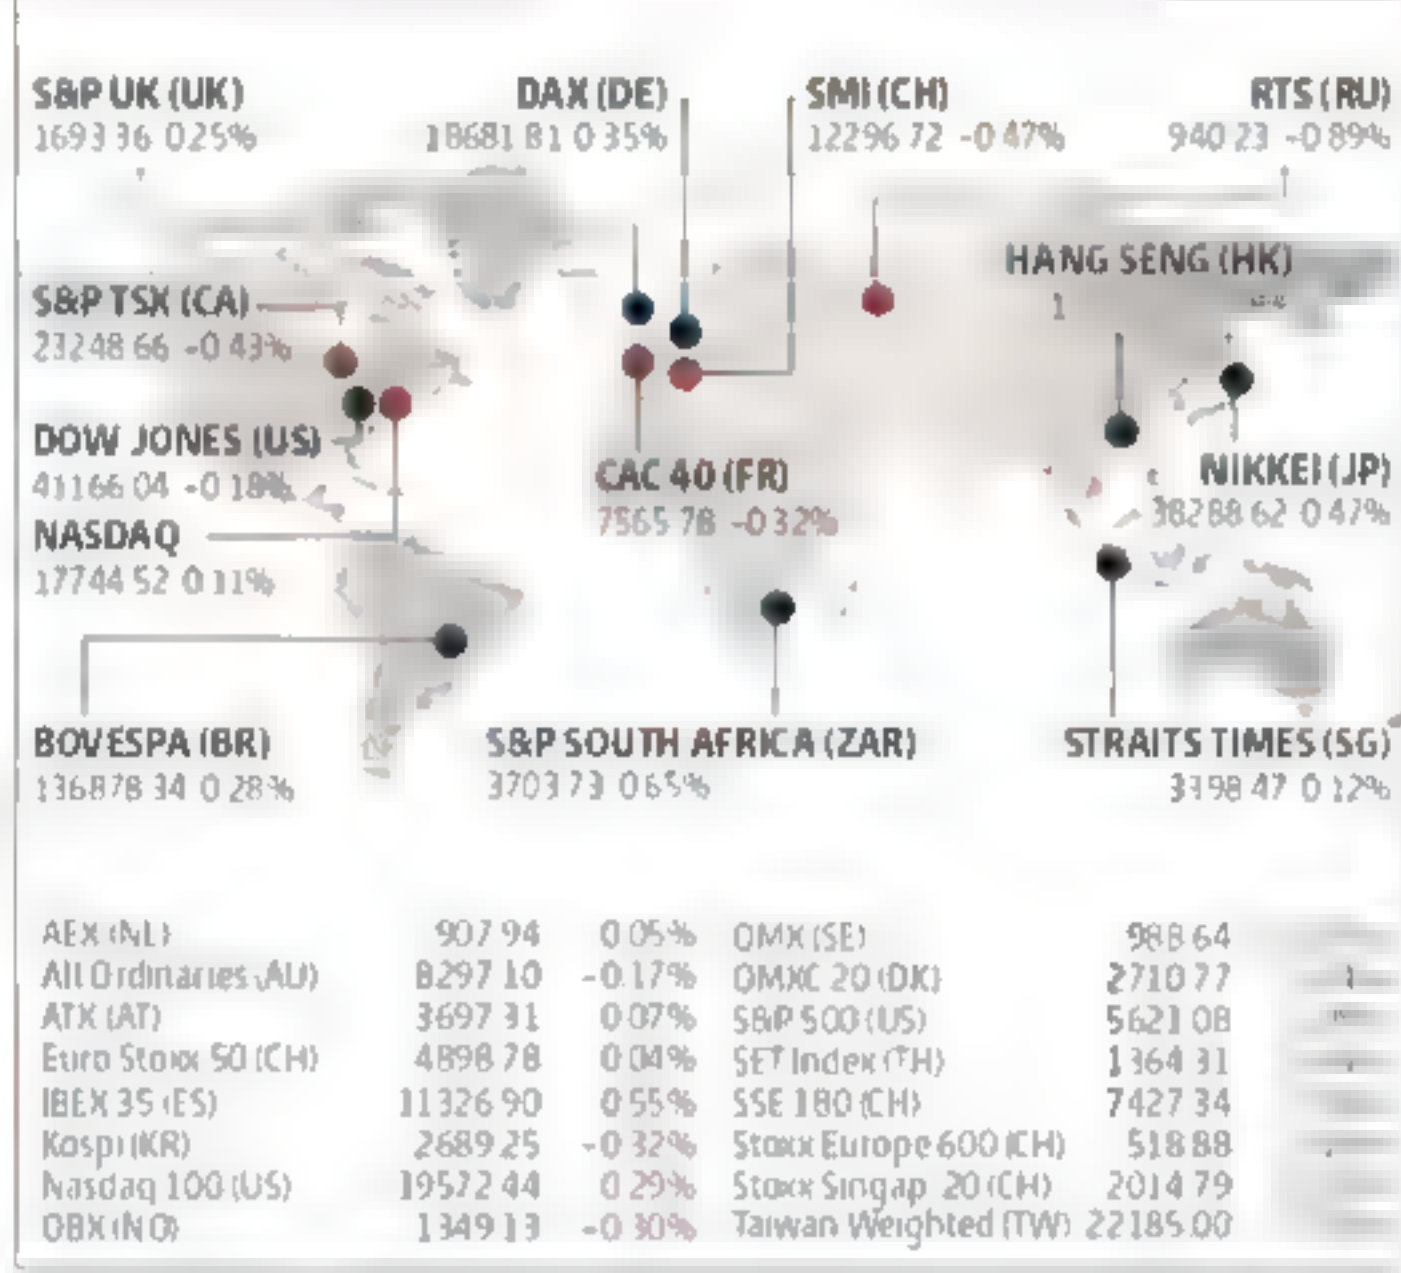 S&P UK (UK)
1693 36 0 25%
DAX (DE)
18681 81 0 35%
SMI (CH)
12296 72 -0 47%
RTS (RU)
940 23 -0 89%
HANG SENG (HK)
S&P TSX (CA)
23248 66 -0 43%
DOW JONES (US)
41166 04 -0 18%
CAC 40 (FR)
7565 78 -0 32%
NIKKEI (JP)
38288 62 0 47%
NASDAQ
17744 52 0 11%
BOVESPA (BR)
136878 34 0 28%
S&P SOUTH AFRICA (ZAR)
3703 73 0 65%
STRAITS TIMES (SG)
3398 47 0 12%
AEX (NL) 907 94 0 05%
All Ordinaries (AU) 8297 10 -0.17%
ATX (AT) 3697 31 0 07%
Euro Stoxx 50 (CH) 4898 78 0 04%
IBEX 35 (ES) 11326 90 0 55%
Kospi (KR) 2689 25 -0 32%
Nasdaq 100 (US) 19522 44 0 29%
OBX (NO) 1349 13 -0 30%
OMX (SE) 988 64
OMXC 20 (DK) 2710 77
S&P 500 (US) 5621 08
SET Index (TH) 1364 31
SSE 180 (CH) 7427 34
Stoxx Europe 600 (CH) 518 88
Stoxx Singap 20 (CH) 2014 79
Taiwan Weighted (TW) 22185.00